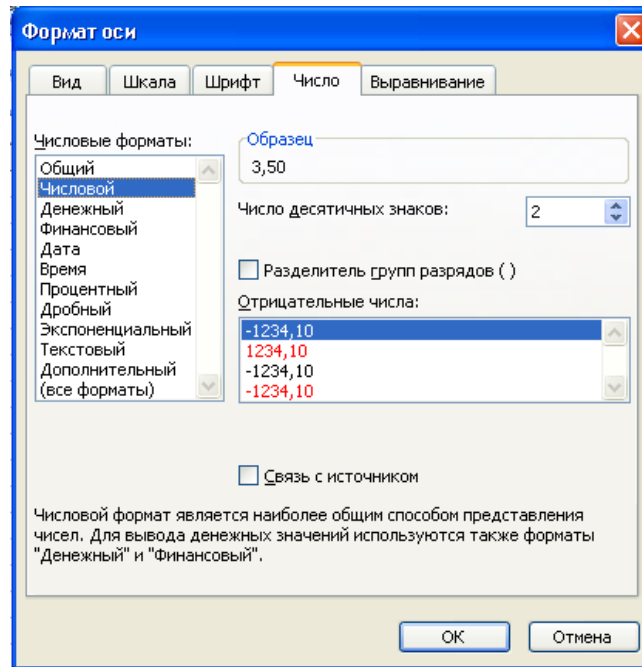 Формат оси
Вид Шкала Шрифт Число Выравнивание
Числовые форматы:
Общий
Числовой
Денежный
Финансовый
Дата
Время
Процентный
Дробный
Экспоненциальный
Текстовый
Дополнительный
(все форматы)
Образец
3,50
Число десятичных знаков: 2
Разделитель групп разрядов ( )
Отрицательные числа:
-1234,10
1234,10
-1234,10
-1234,10
Связь с источником
Числовой формат является наиболее общим способом представления
чисел. Для вывода денежных значений используются также форматы
"Денежный" и "Финансовый".
ОК Отмена